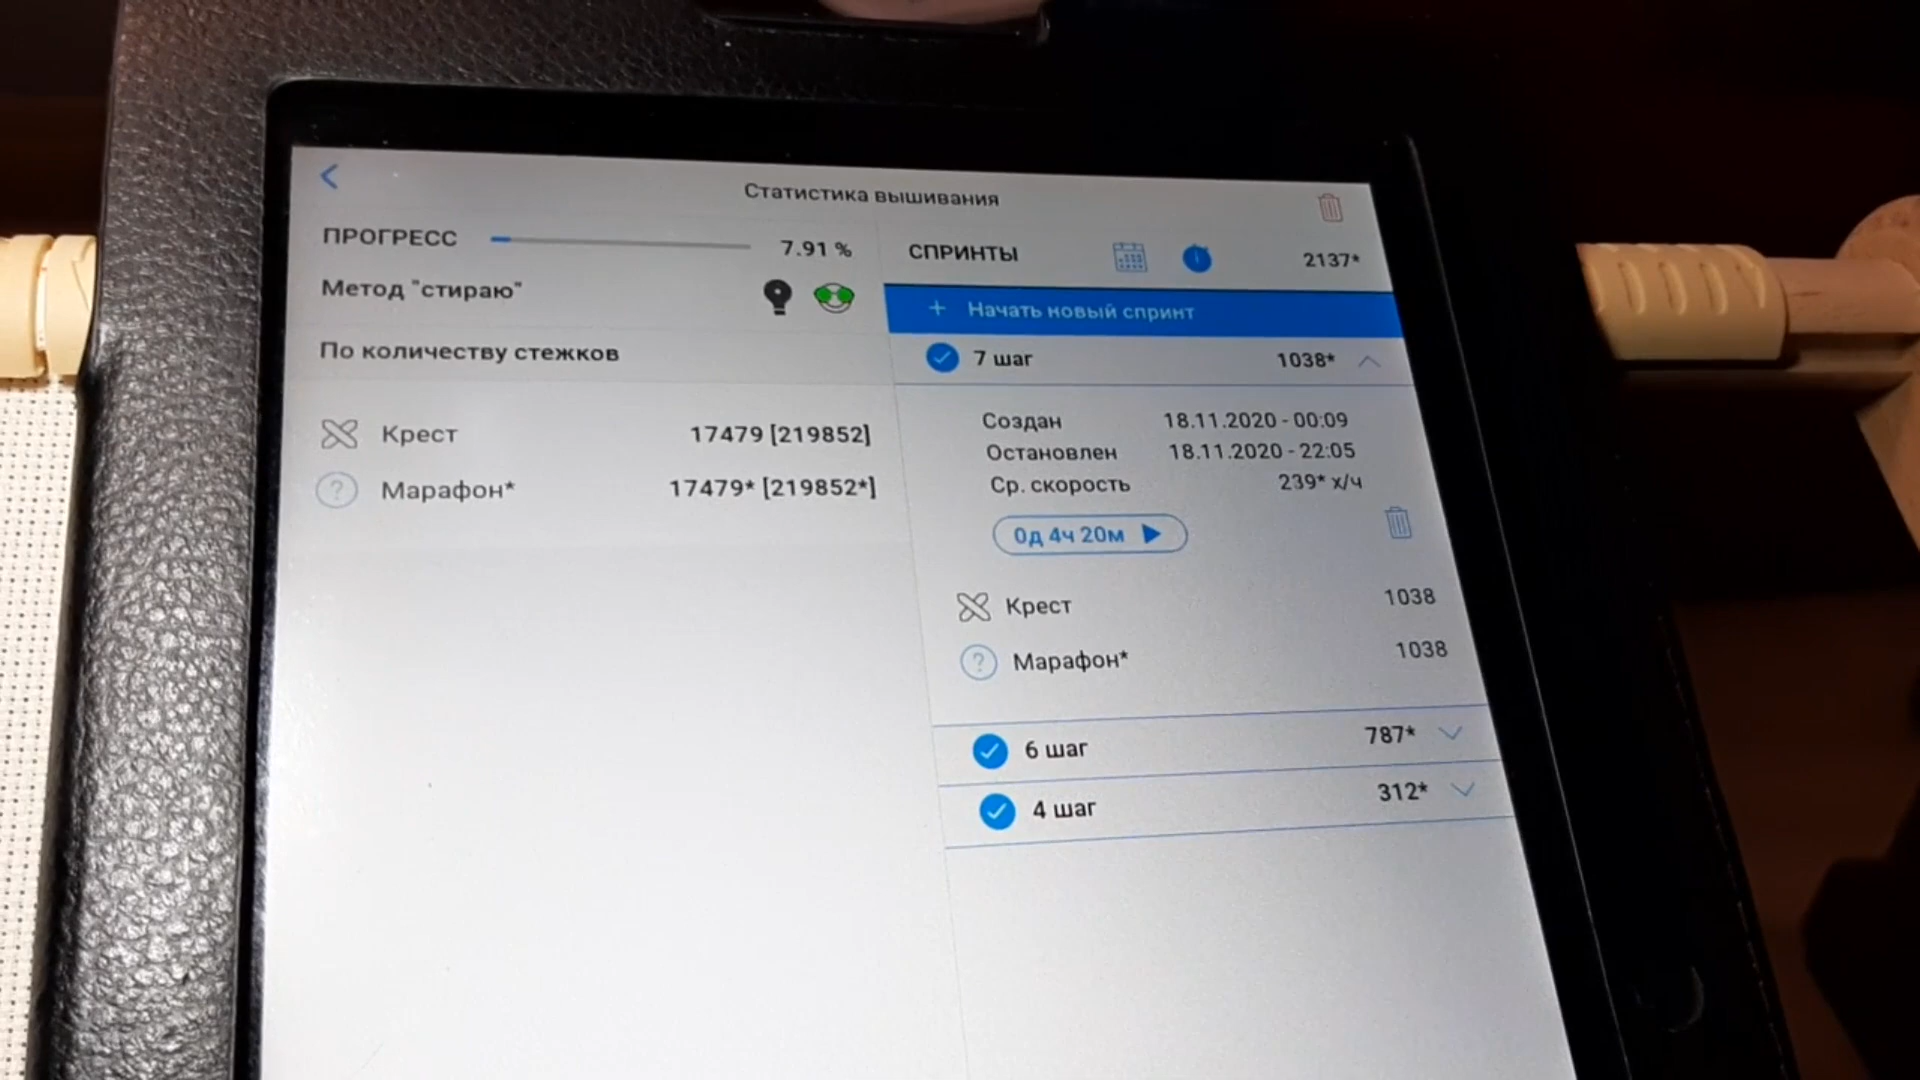 Статистика вышивания
ПРОГРЕСС 7.91 %
Метод "стираю"
По количеству стежков
Крест 17479 [219852]
? Марафон* 17479* [219852*]
СПРИНТЫ 2137*
+ Начать новый спринт
7 шаг 1038*
Создан 18.11.2020 - 00:09
Остановлен 18.11.2020 - 22:05
Ср. скорость 239* х/ч
0д 4ч 20м
Крест 1038
? Марафон* 1038
6 шаг 787*
4 шаг 312*